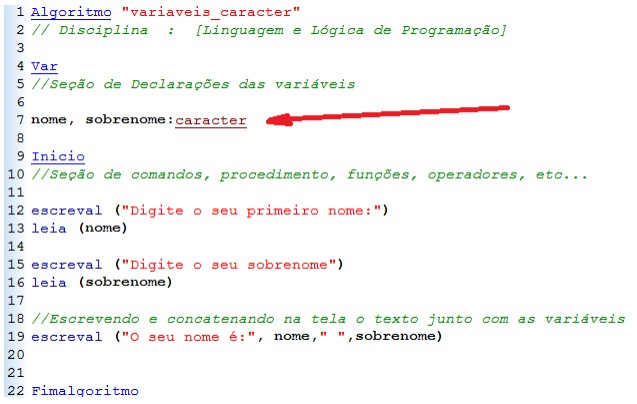 1 Algoritmo "variaveis_caracter"
2 // Disciplina  :  [Linguagem e Lógica de Programação]
3
4 Var
5 //Seção de Declarações das variáveis
6
7 nome, sobrenome:caracter
8
9 Inicio
10 //Seção de comandos, procedimento, funções, operadores, etc...
11
12 escreval ("Digite o seu primeiro nome:")
13 leia (nome)
14
15 escreval ("Digite o seu sobrenome")
16 leia (sobrenome)
17
18 //Escrevendo e concatenando na tela o texto junto com as variáveis
19 escreval ("O seu nome é:", nome," ",sobrenome)
20
21
22 Fimalgoritmo